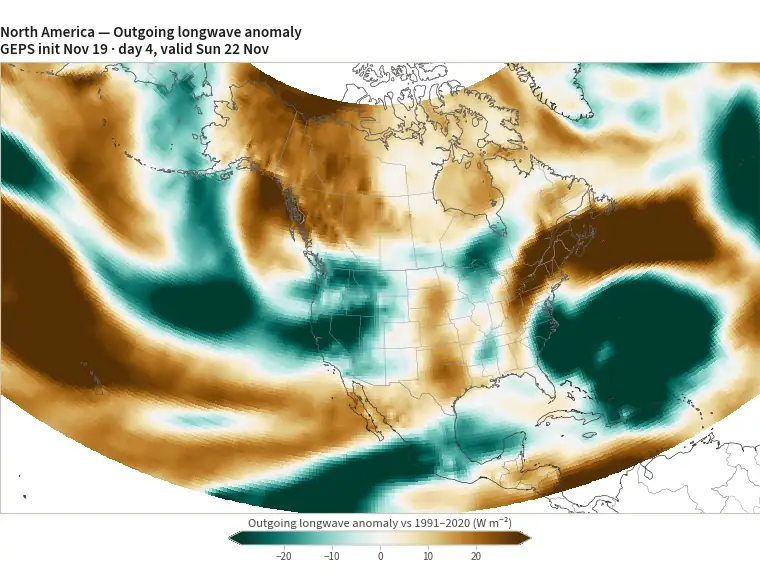 North America — Outgoing longwave anomaly
GEPS init Nov 19 · day 4, valid Sun 22 Nov
Outgoing longwave anomaly vs 1991–2020 (W m⁻²)
−20 −10 0 10 20